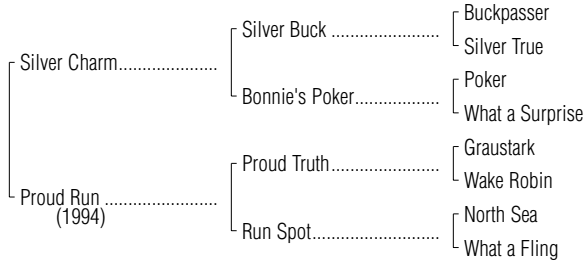 Buckpasser
Silver Buck ....................
Silver True
Silver Charm....................
Poker
Bonnie's Poker................
What a Surprise
Graustark
Proud Truth.....................
Wake Robin
Proud Run ......................
(1994)
North Sea
Run Spot........................
What a Fling